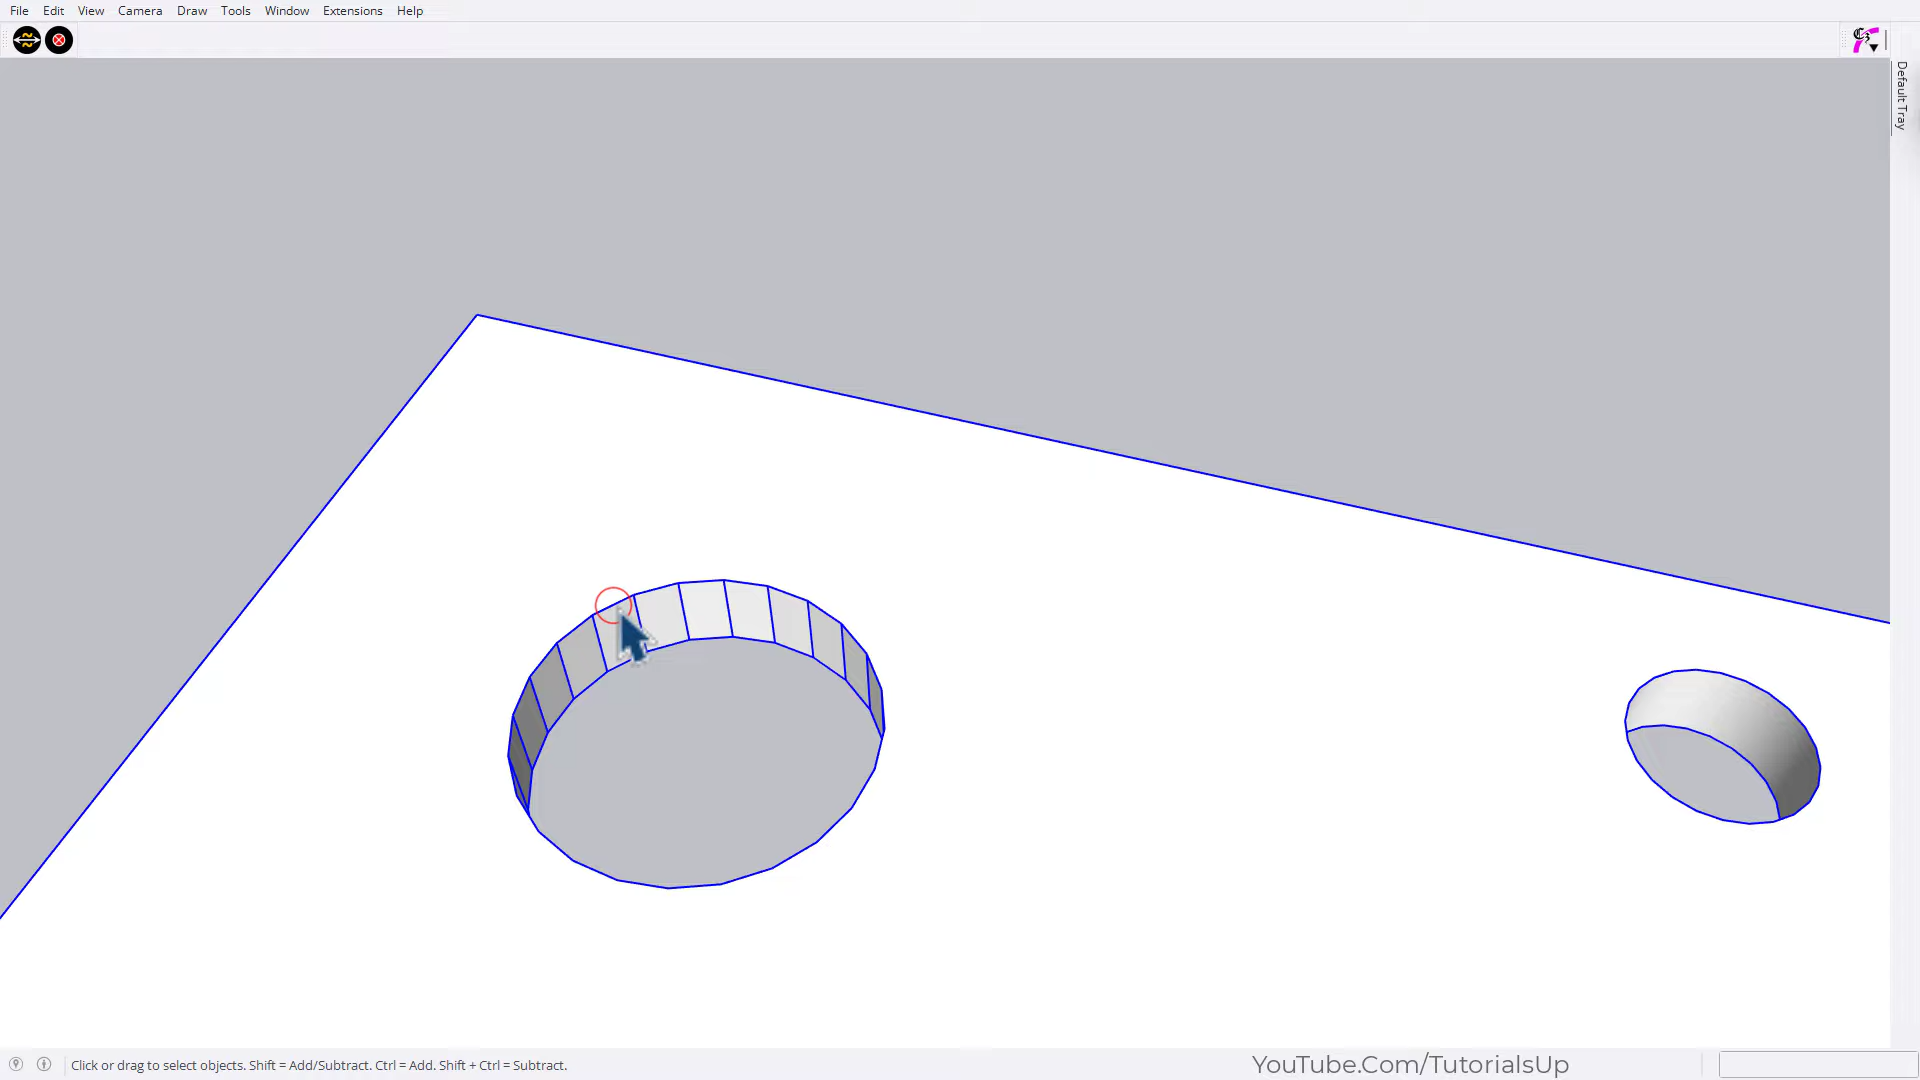 File Edit View Camera Draw Tools Window Extensions Help
Default Tray
Click or drag to select objects. Shift = Add/Subtract. Ctrl = Add. Shift + Ctrl = Subtract.
YouTube.Com/TutorialsUp